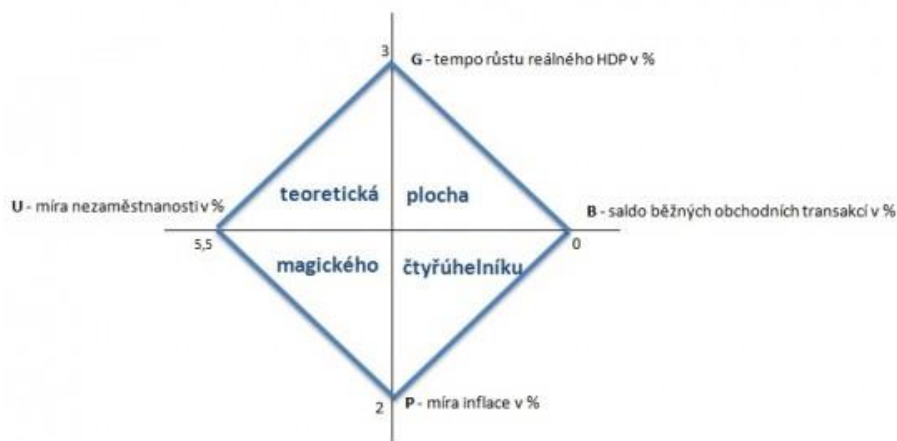 3
G - tempo růstu reálného HDP v %
teoretická plocha
U - míra nezaměstnanosti v %
B - saldo běžných obchodních transakcí v %
5,5
0
magického čtyřúhelníku
2
P - míra inflace v %